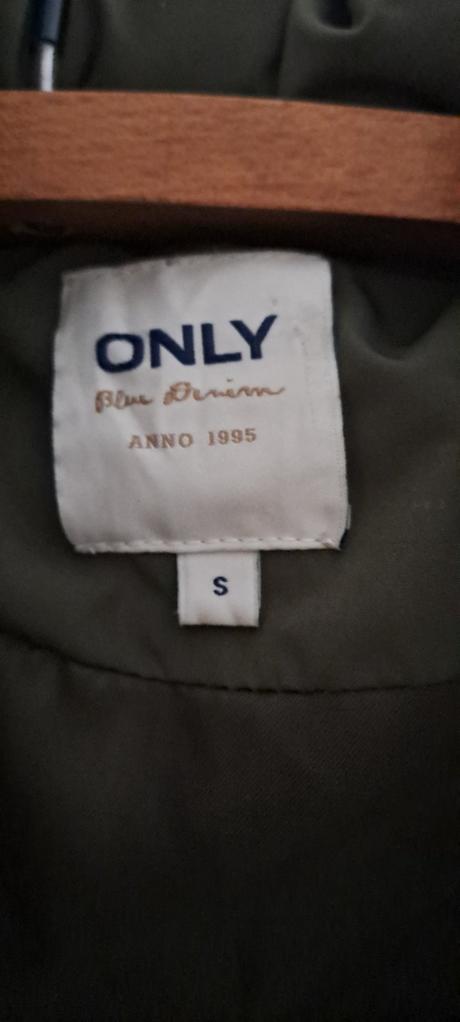 ONLY
Blue Denim
ANNO 1995
S